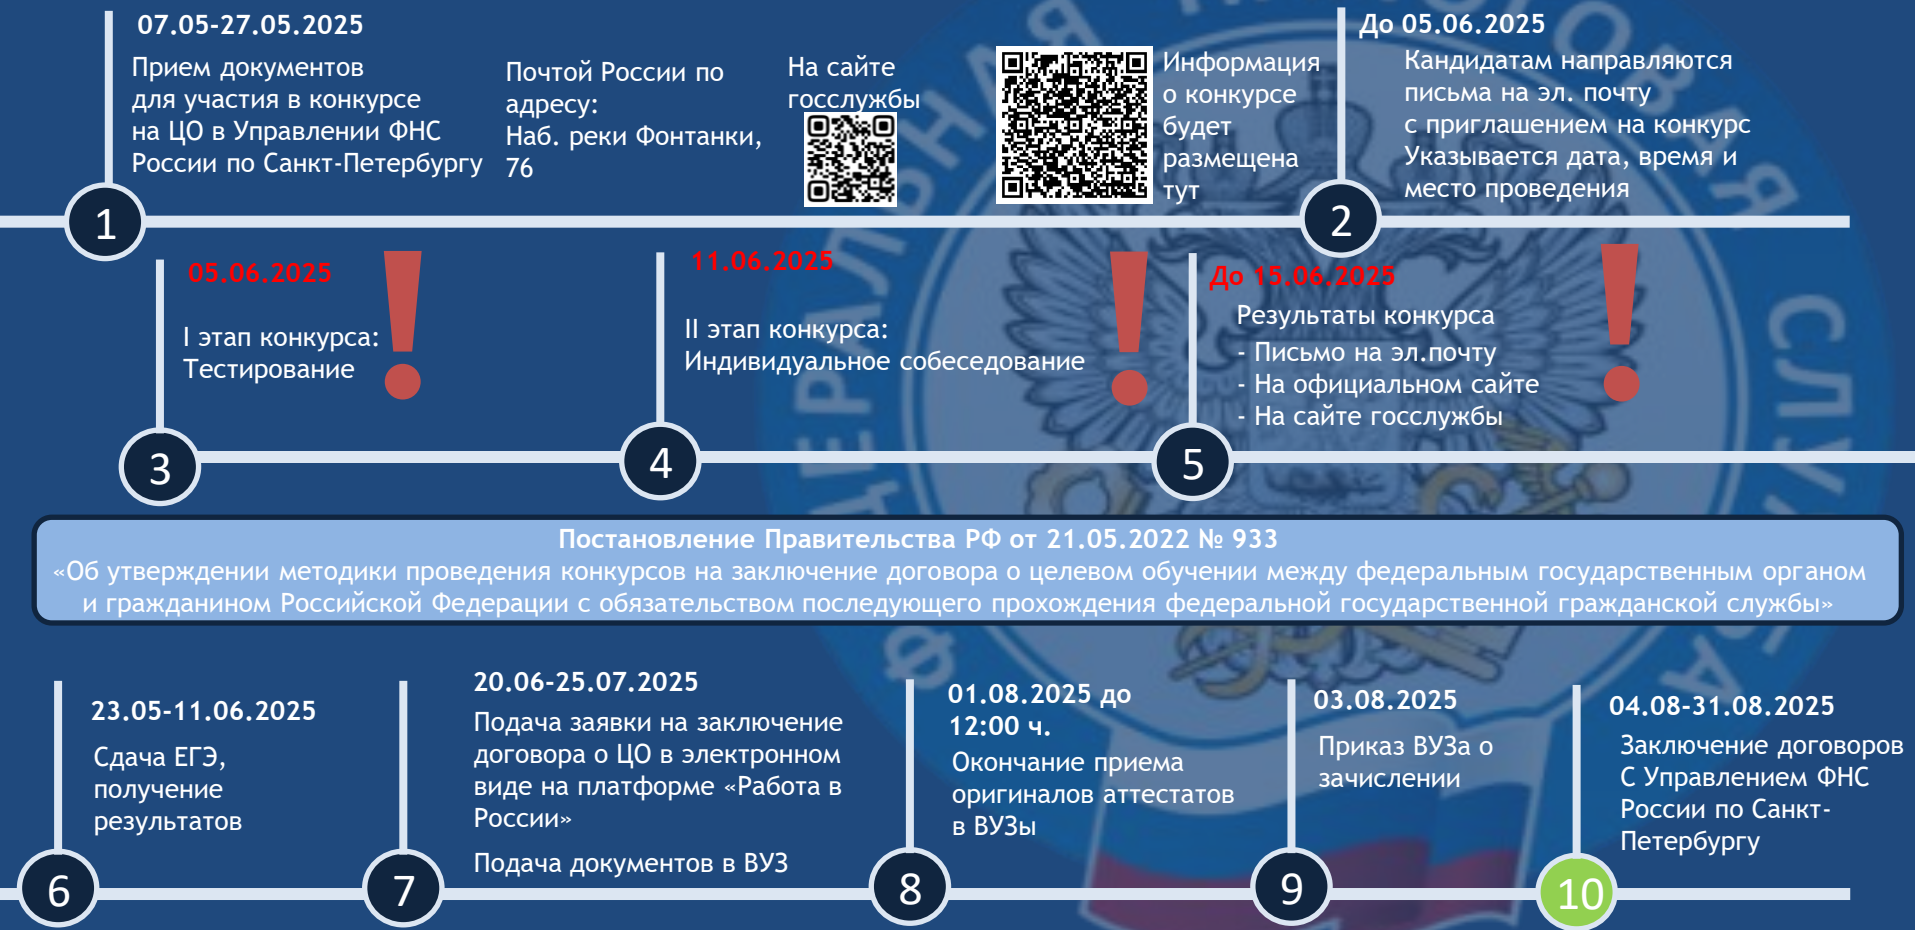 07.05-27.05.2025
Прием документов
для участия в конкурсе
на ЦО в Управлении ФНС
России по Санкт-Петербургу
Почтой России по
адресу:
Наб. реки Фонтанки,
76
На сайте
госслужбы
Информация
о конкурсе
будет
размещена
тут
1
До 05.06.2025
Кандидатам направляются
письма на эл. почту
с приглашением на конкурс
Указывается дата, время и
место проведения
2
05.06.2025
I этап конкурса:
Тестирование
!
3
11.06.2025
II этап конкурса:
Индивидуальное собеседование
!
4
До 15.06.2025
Результаты конкурса
- Письмо на эл.почту
- На официальном сайте
- На сайте госслужбы
!
5
Постановление Правительства РФ от 21.05.2022 № 933
«Об утверждении методики проведения конкурсов на заключение договора о целевом обучении между федеральным государственным органом
и гражданином Российской Федерации с обязательством последующего прохождения федеральной государственной гражданской службы»
23.05-11.06.2025
Сдача ЕГЭ,
получение
результатов
6
20.06-25.07.2025
Подача заявки на заключение
договора о ЦО в электронном
виде на платформе «Работа в
России»
Подача документов в ВУЗ
7
01.08.2025 до
12:00 ч.
Окончание приема
оригиналов аттестатов
в ВУЗы
8
03.08.2025
Приказ ВУЗа о
зачислении
9
04.08-31.08.2025
Заключение договоров
С Управлением ФНС
России по Санкт-
Петербургу
10